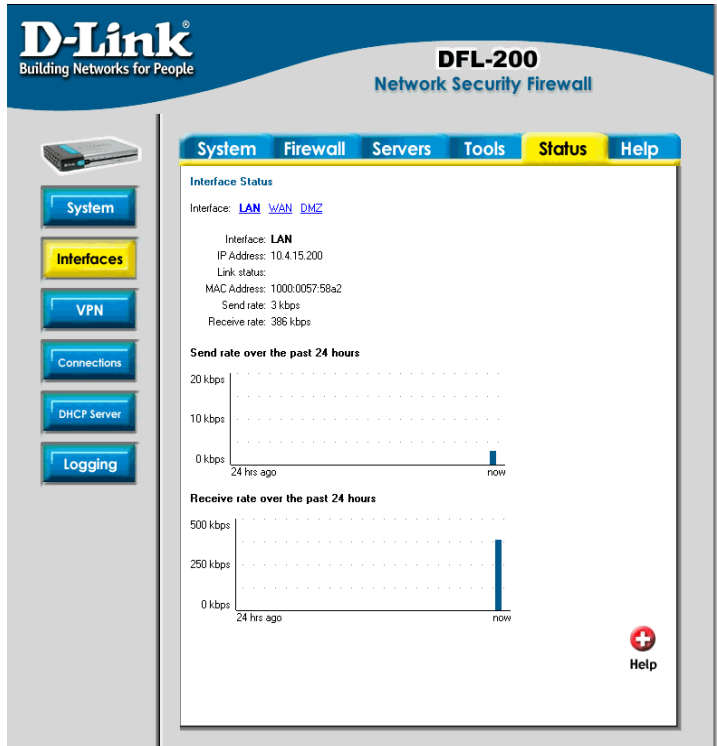 D-Link®
Building Networks for People
DFL-200
Network Security Firewall
System Firewall Servers Tools Status Help
System
Interfaces
VPN
Connections
DHCP Server
Logging
Interface Status
Interface: LAN WAN DMZ
Interface: LAN
IP Address: 10.4.15.200
Link status:
MAC Address: 1000:0057:58a2
Send rate: 3 kbps
Receive rate: 386 kbps
Send rate over the past 24 hours
20 kbps
10 kbps
0 kbps
24 hrs ago now
Receive rate over the past 24 hours
500 kbps
250 kbps
0 kbps
24 hrs ago now
Help